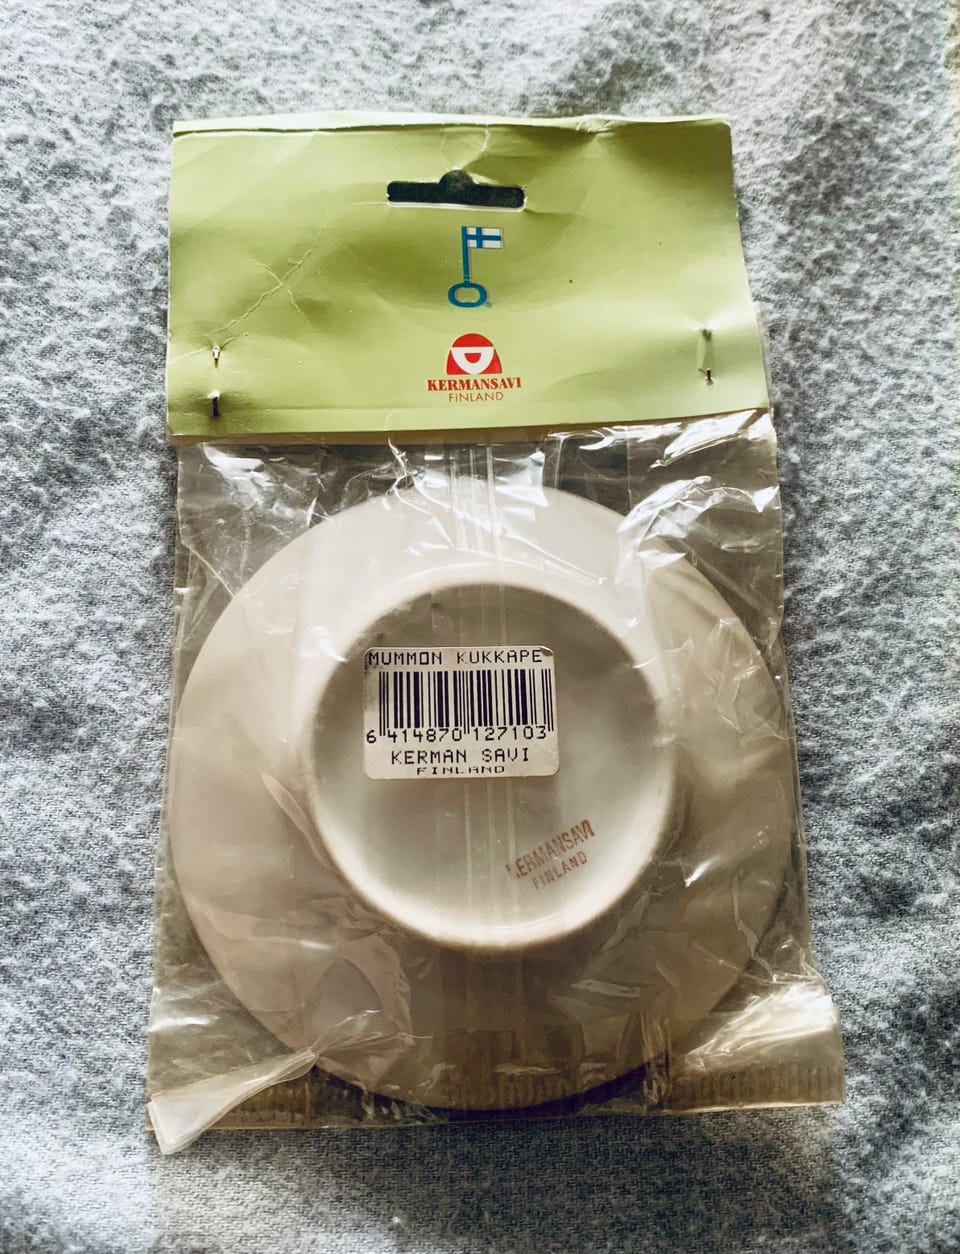 KERMANSAVI
FINLAND
MUMMON KUKKAPE
6 414870 127103
KERMAN SAVI
FINLAND
KERMANSAVI
FINLAND